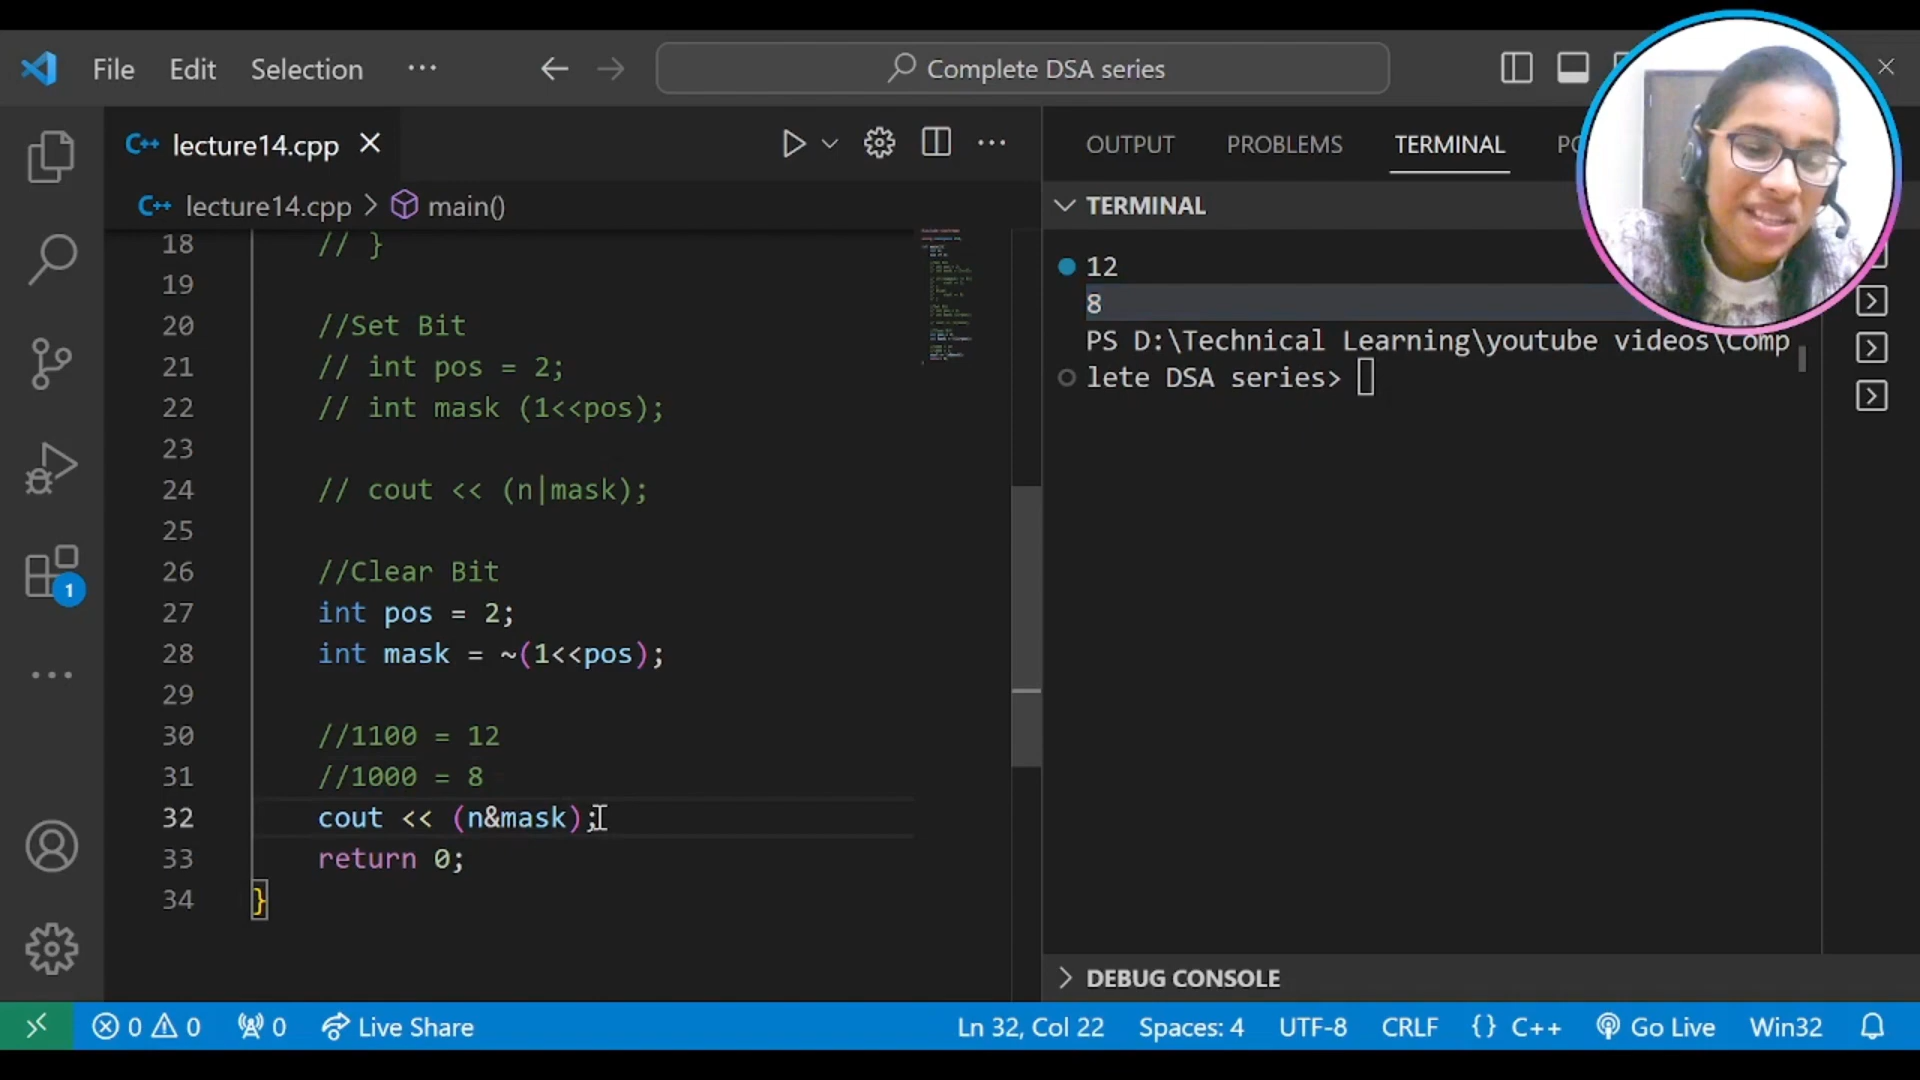 File Edit Selection ... Complete DSA series
C++ lecture14.cpp
OUTPUT PROBLEMS TERMINAL
C++ lecture14.cpp > main()
TERMINAL
18 // }
19
20 //Set Bit
21 // int pos = 2;
22 // int mask (1<<pos);
23
24 // cout << (n|mask);
25
26 //Clear Bit
27 int pos = 2;
28 int mask = ~(1<<pos);
29
30 //1100 = 12
31 //1000 = 8
32 cout << (n&mask);
33 return 0;
34 }
12
8
PS D:\Technical Learning\youtube videos\Comp
lete DSA series>
1
DEBUG CONSOLE
0 0 0 Live Share Ln 32, Col 22 Spaces: 4 UTF-8 CRLF {} C++ Go Live Win32